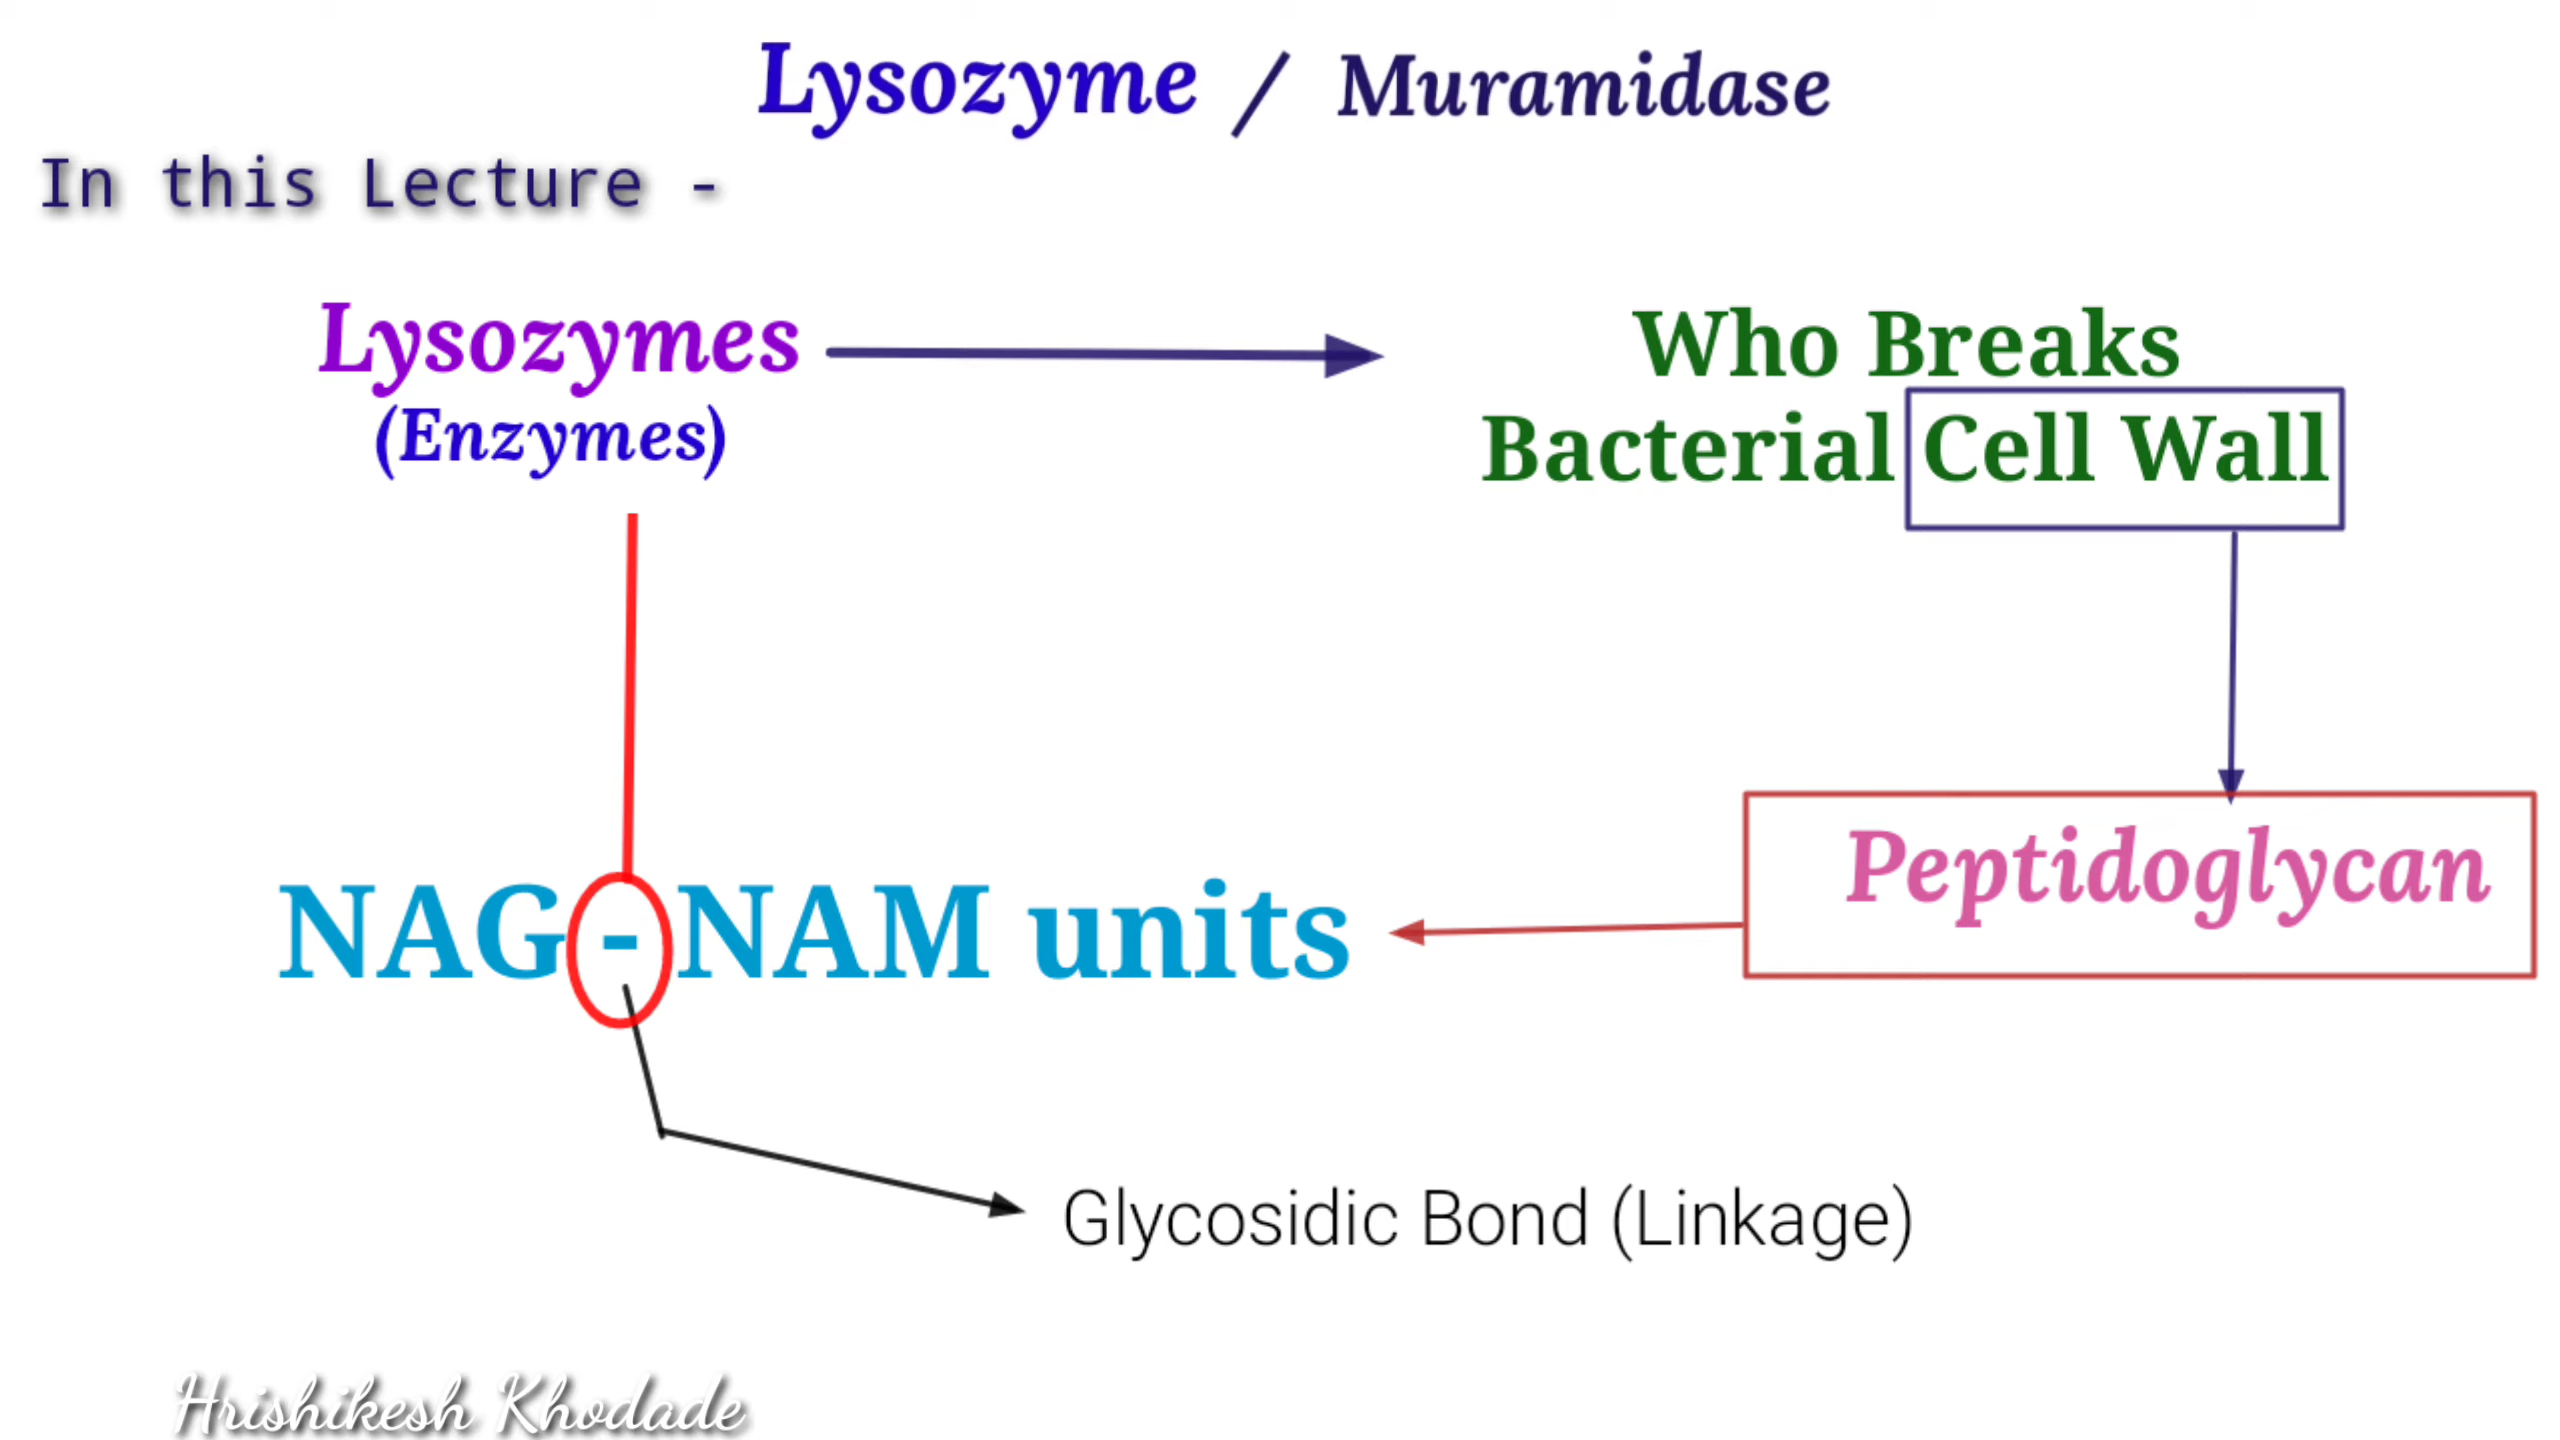 Lysozyme / Muramidase
In this Lecture -
Lysozymes
(Enzymes)
Who Breaks
Bacterial Cell Wall
Peptidoglycan
NAG - NAM units
Glycosidic Bond (Linkage)
Hrishikesh Khodade